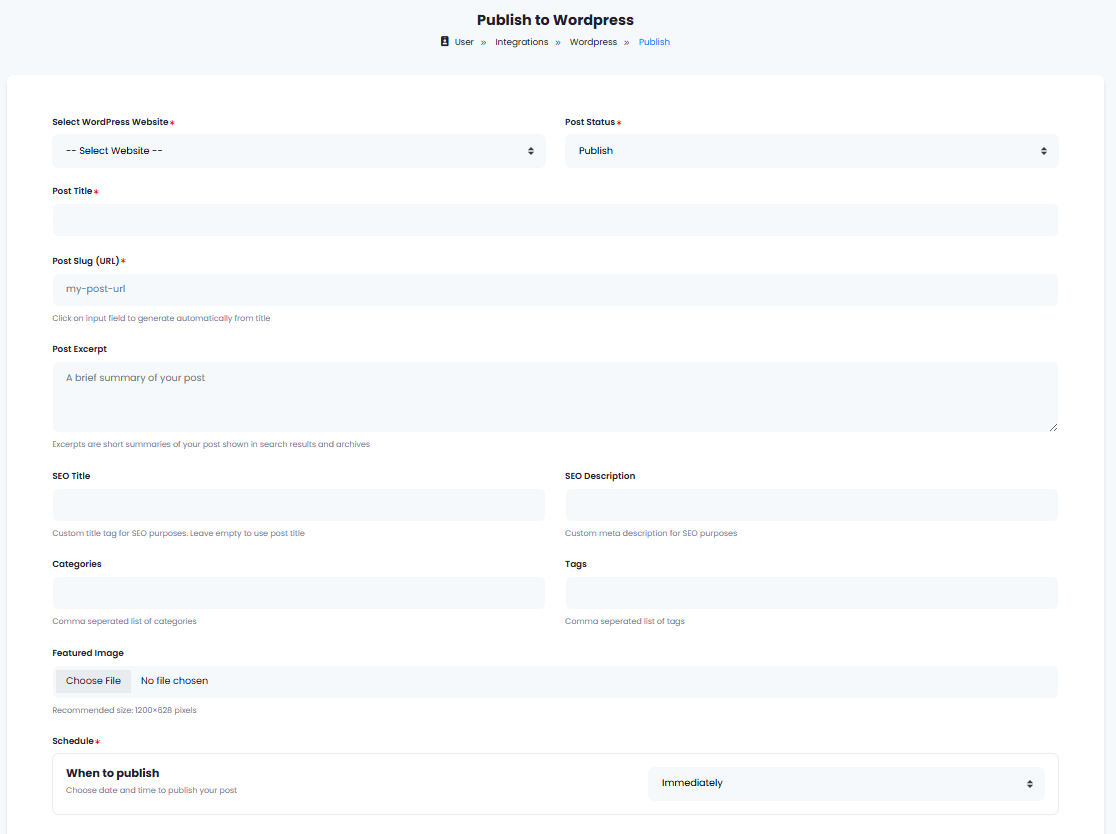 Publish to Wordpress
User » Integrations » Wordpress » Publish
Select WordPress Website*
Post Status*
-- Select Website --
Publish
Post Title*
Post Slug (URL)*
my-post-url
Click on input field to generate automatically from title
Post Excerpt
A brief summary of your post
Excerpts are short summaries of your post shown in search results and archives
SEO Title
SEO Description
Custom title tag for SEO purposes. Leave empty to use post title
Custom meta description for SEO purposes
Categories
Tags
Comma seperated list of categories
Comma seperated list of tags
Featured Image
Choose File No file chosen
Recommended size: 1200×628 pixels
Schedule*
When to publish
Choose date and time to publish your post
Immediately